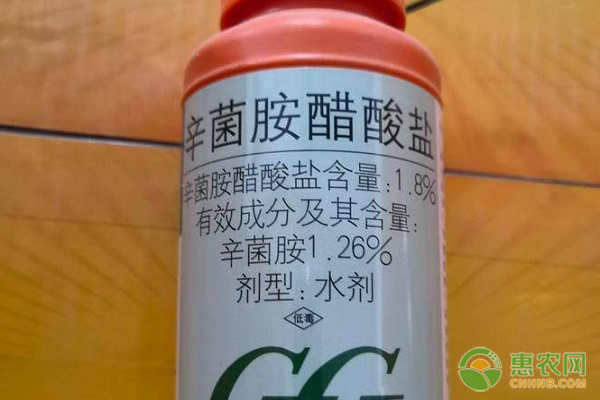 辛菌胺醋酸盐
辛菌胺醋酸盐含量:1.8%
有效成分及其含量:
辛菌胺1.26%
剂型:水剂
低毒
GG
惠农网
CNHNB.COM